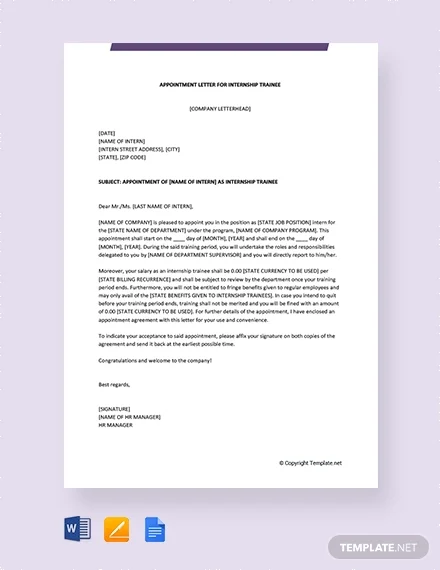 APPOINTMENT LETTER FOR INTERNSHIP TRAINEE
[COMPANY LETTERHEAD]
[DATE]
[NAME OF INTERN]
[INTERN STREET ADDRESS], [CITY]
[STATE], [ZIP CODE]
SUBJECT: APPOINTMENT OF [NAME OF INTERN] AS INTERNSHIP TRAINEE
Dear Mr./Ms. [LAST NAME OF INTERN],
[NAME OF COMPANY] is pleased to appoint you in the position as [STATE JOB POSITION] Intern for
the [STATE NAME OF DEPARTMENT] under the program, [NAME OF COMPANY PROGRAM]. This
appointment shall start on the ____ day of [MONTH], [YEAR] and shall end on the ____ day of
[MONTH], [YEAR]. During the said training period, you will undertake the roles and responsibilities
delegated to you by [NAME OF DEPARTMENT SUPERVISOR] and you will directly report to him/her.
Moreover, your salary as an internship trainee shall be 0.00 [STATE CURRENCY TO BE USED] per
[STATE BILLING RECURRENCE] and shall be subject to review by the department once your training
period ends. Furthermore, you will not be entitled to fringe benefits given to regular employees and
may only avail of the [STATE BENEFITS GIVEN TO INTERNSHIP TRAINEES]. In case you intend to quit
before your training period ends, training shall not be merited and you will be fined with an amount
of 0.00 [STATE CURRENCY TO BE USED]. For further details of the appointment, I have enclosed an
appointment agreement with this letter for your use and convenience.
To indicate your acceptance to said appointment, please affix your signature on both copies of the
agreement and send it back at the earliest possible time.
Congratulations and welcome to the company!
Best regards,
[SIGNATURE]
[NAME OF HR MANAGER]
HR MANAGER
© Copyright Template.net
W
TEMPLATE.NET